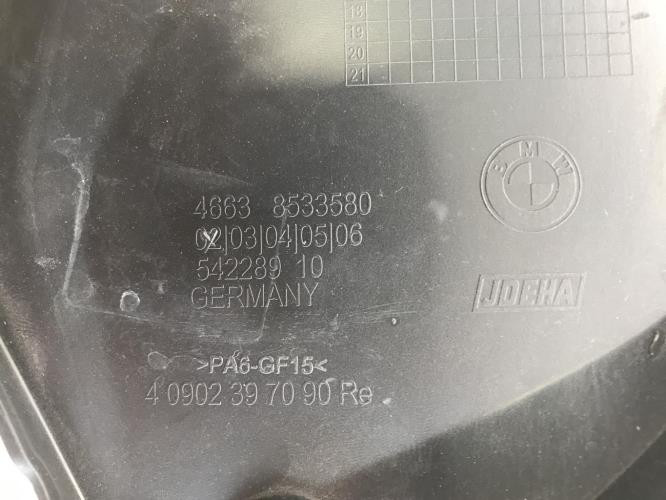 18
19
20
21
BMW
4663 8533580
02|03|04|05|06
542289 10
GERMANY
JOEHA
>PA6-GF15<
4 0902 39 70 90 Re